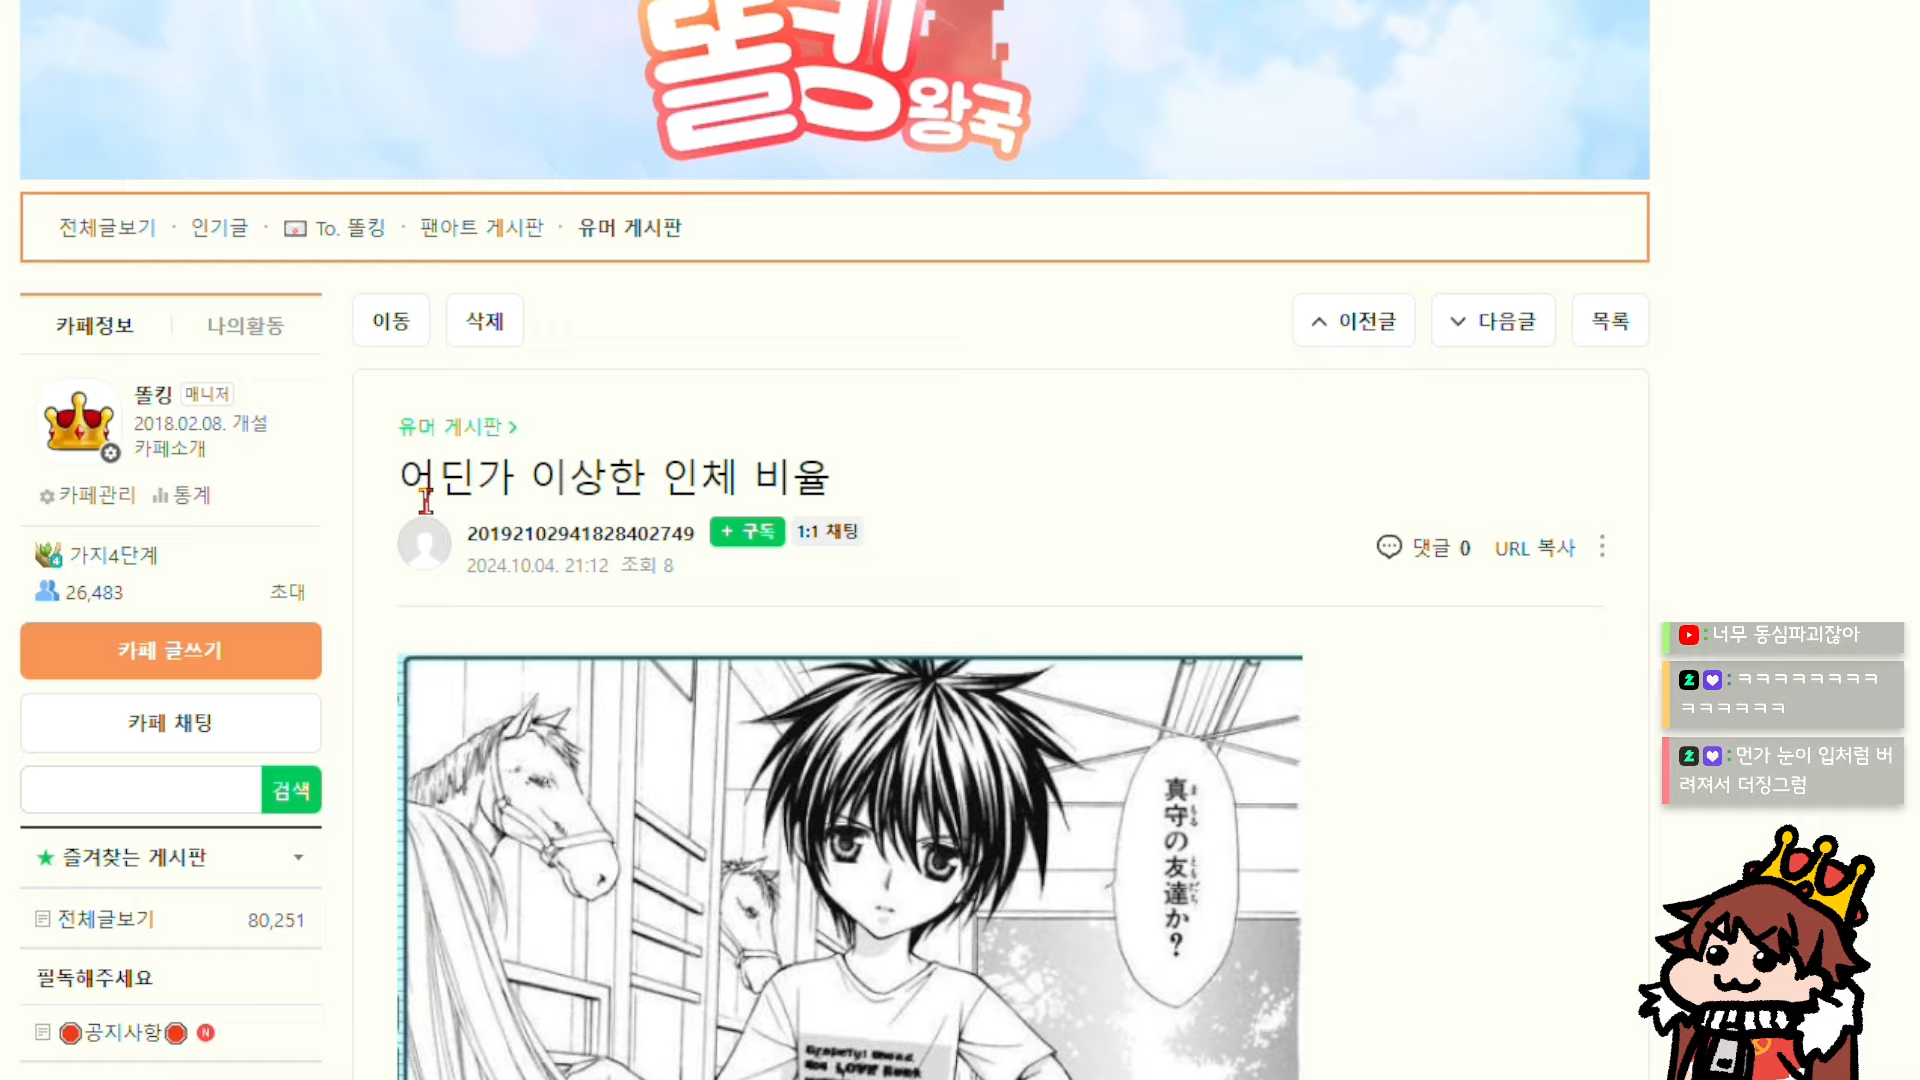 똘킹
왕국
전체글보기 · 인기글 · To. 똘킹 · 팬아트 게시판 · 유머 게시판
카페정보 나의활동
이동 삭제
이전글 다음글 목록
똘킹 매니저
2018.02.08. 개설
카페소개
카페관리 통계
가지4단계
26,483 초대
카페 글쓰기
카페 채팅
검색
즐겨찾는 게시판
전체글보기 80,251
필독해주세요
공지사항 N
유머 게시판 >
어딘가 이상한 인체 비율
20192102941828402749 + 구독 1:1 채팅
2024.10.04. 21:12 조회 8
댓글 0 URL 복사
真守の友達か?
まもる
ともだち
LOVE
: 너무 동심파괴잖아
: ㅋㅋㅋㅋㅋㅋㅋㅋ
ㅋㅋㅋㅋㅋㅋ
: 먼가 눈이 입처럼 버
려져서 더징그럼